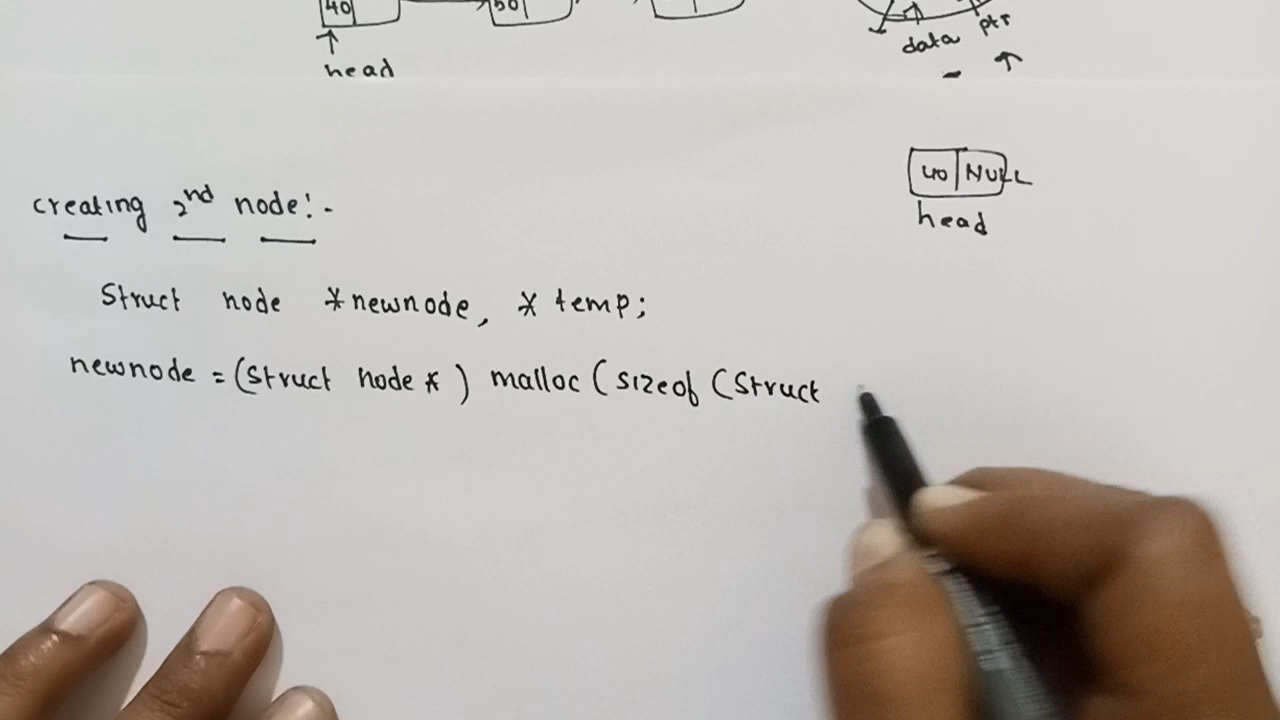 40 50
data ptr
head
40 NULL
head
creating 2nd node:-
Struct node *newnode, * temp;
newnode = (Struct node *) malloc (sizeof (Struct